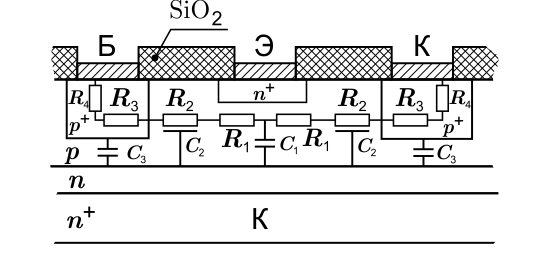 SiO₂
Б Э К
R₄ R₃ R₂ n⁺ R₂ R₃ R₄
p⁺ R₁ R₁ p⁺
p C₃ C₂ C₁ C₂ C₃
n
n⁺ К